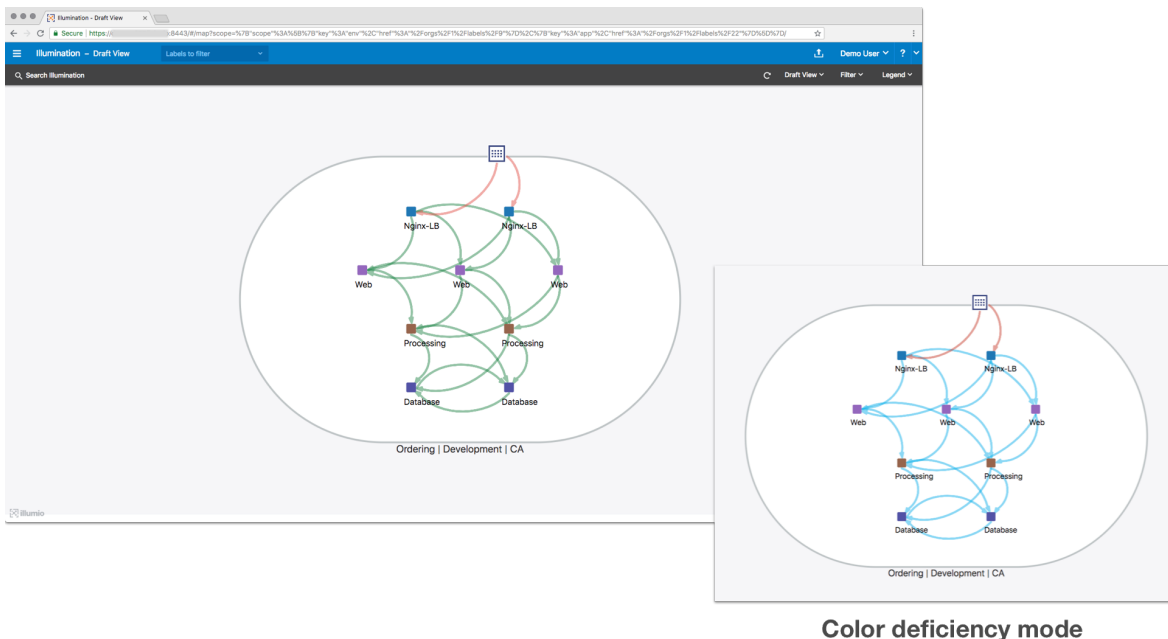 Illumination - Draft View
Secure | https:// :8443/#/map?scope=%7B"scope"%3A%5B%7B"key"%3A"env"%2C"href"%3A"%2Forgs%2F1%2Flabels%2F9"%7D%2C%7B"key"%3A"app"%2C"href"%3A"%2Forgs%2F1%2Flabels%2F22"%7D%5D%7D/
Illumination – Draft View Labels to filter Demo User ?
Search Illumination Draft View Filter Legend
Nginx-LB Nginx-LB
Web Web Web
Processing Processing
Database Database
Ordering | Development | CA
illumio
Nginx-LB Nginx-LB
Web Web Web
Processing Processing
Database Database
Ordering | Development | CA
Color deficiency mode